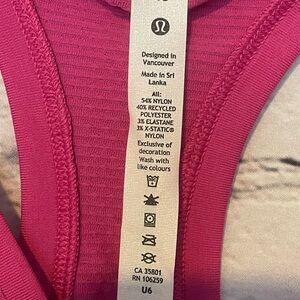 Designed in
Vancouver
Made in Sri
Lanka
All:
54% NYLON
40% RECYCLED
POLYESTER
3% ELASTANE
3% X-STATIC®
NYLON
Exclusive of
decoration
Wash with
like colours
CA 35801
RN 106259
U6